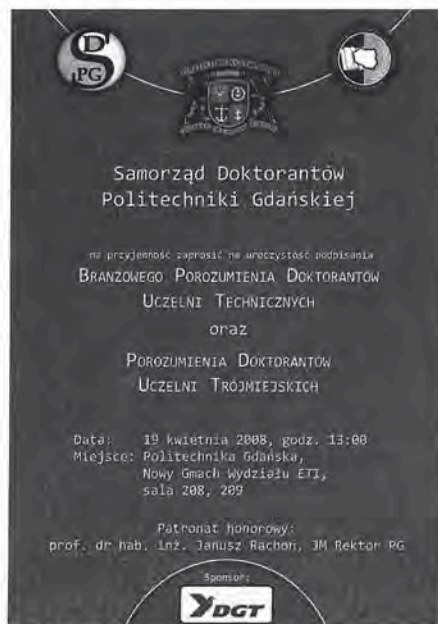 SD
PG
Samorząd Doktorantów
Politechniki Gdańskiej
ma przyjemność zaprosić na uroczystość podpisania
BRANŻOWEGO POROZUMIENIA DOKTORANTÓW
UCZELNI TECHNICZNYCH
oraz
POROZUMIENIA DOKTORANTÓW
UCZELNI TRÓJMIEJSKICH
Data: 19 kwietnia 2008, godz. 13:00
Miejsce: Politechnika Gdańska,
Nowy Gmach Wydziału ETI,
sala 208, 209
Patronat honorowy:
prof. dr hab. inż. Janusz Rachoń, JM Rektor PG
Sponsor:
DGT